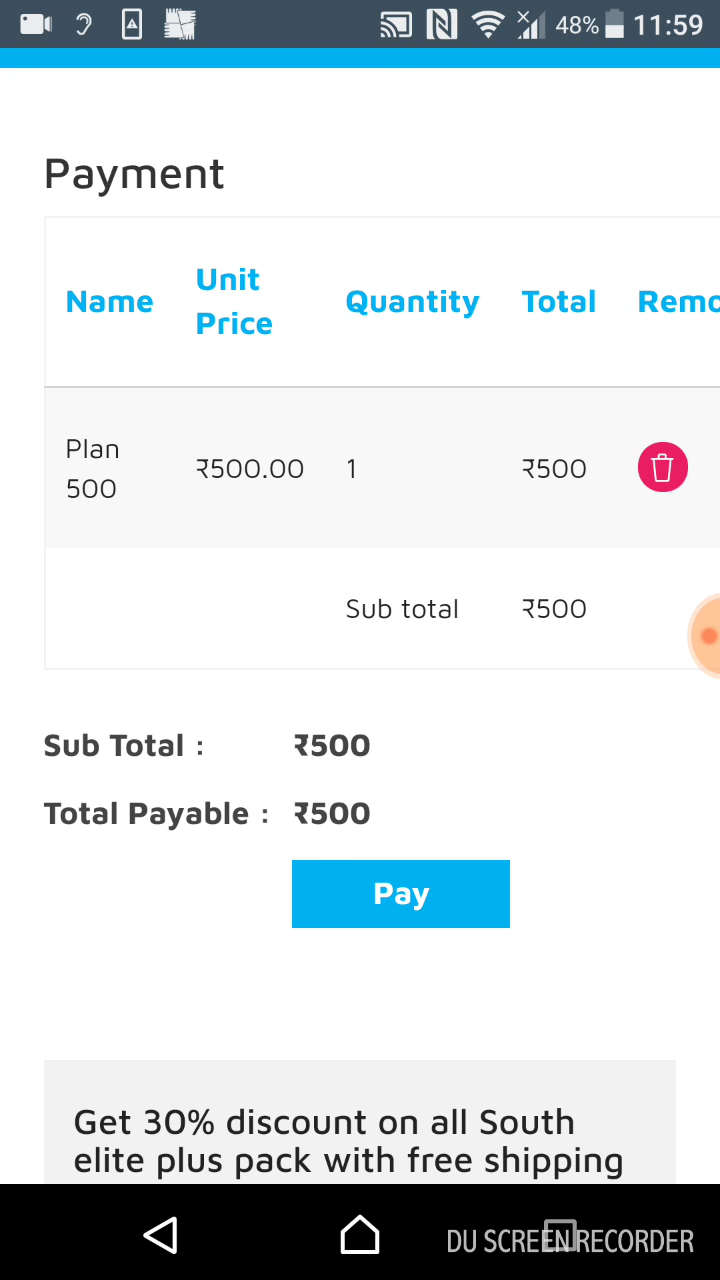 48% 11:59
Payment
Name Unit Price Quantity Total Remo
Plan 500 ₹500.00 1 ₹500
Sub total ₹500
Sub Total : ₹500
Total Payable : ₹500
Pay
Get 30% discount on all South
elite plus pack with free shipping
DU SCREEN RECORDER